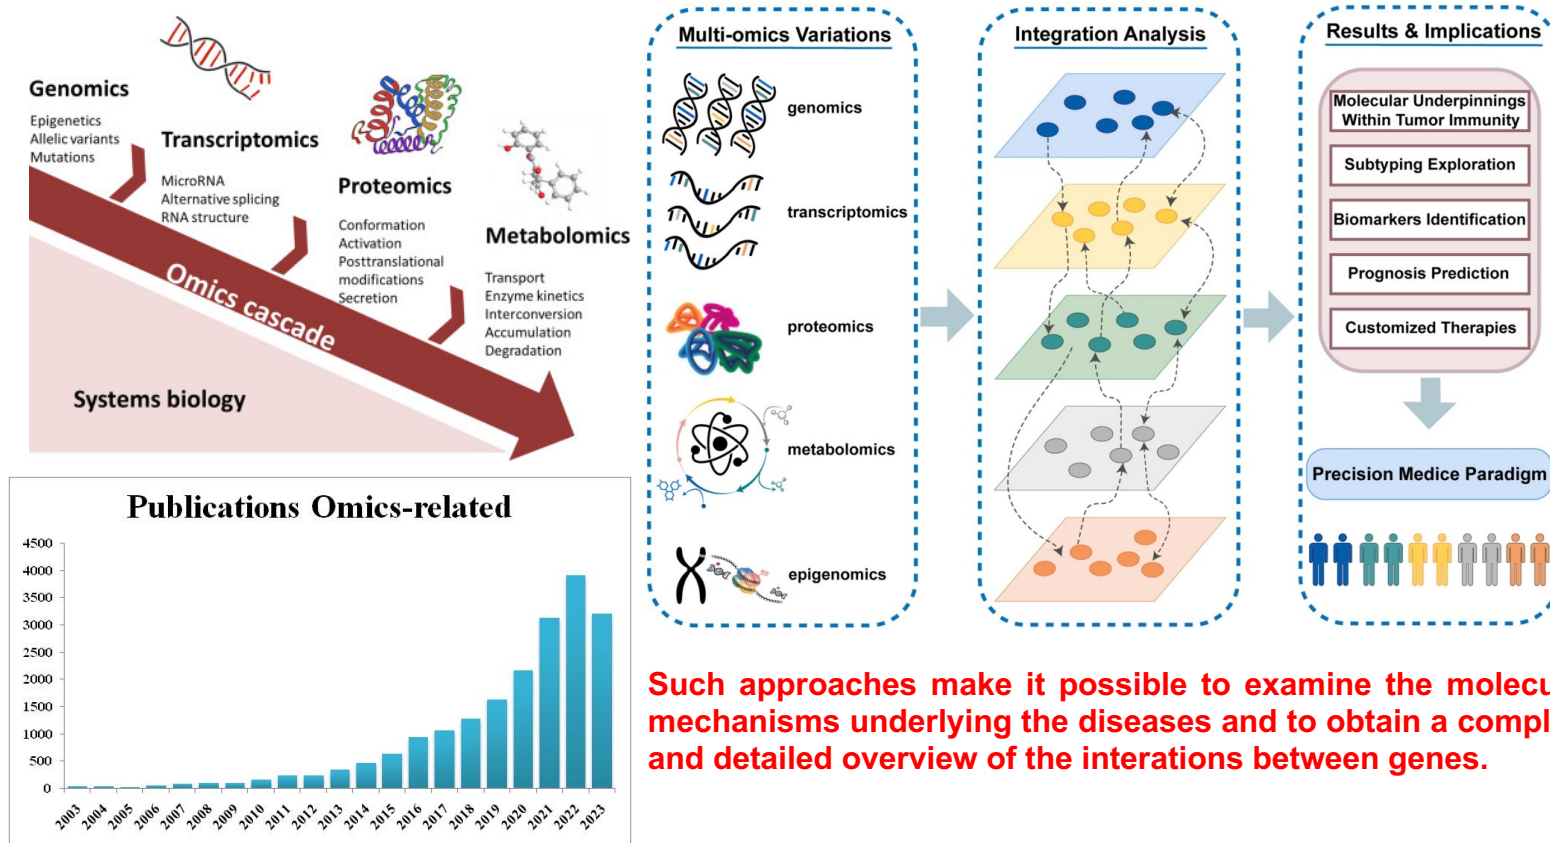 Genomics
Epigenetics
Allelic variants
Mutations
Transcriptomics
MicroRNA
Alternative splicing
RNA structure
Proteomics
Conformation
Activation
Posttranslational
modifications
Secretion
Metabolomics
Transport
Enzyme kinetics
Interconversion
Accumulation
Degradation
Omics cascade
Systems biology
Publications Omics-related
4500
4000
3500
3000
2500
2000
1500
1000
500
0
2003
2004
2005
2006
2007
2008
2009
2010
2011
2012
2013
2014
2015
2016
2017
2018
2019
2020
2021
2022
2023
Multi-omics Variations
genomics
transcriptomics
proteomics
metabolomics
epigenomics
Integration Analysis
Results & Implications
Molecular Underpinnings
Within Tumor Immunity
Subtyping Exploration
Biomarkers Identification
Prognosis Prediction
Customized Therapies
Precision Medice Paradigm
Such approaches make it possible to examine the molecu
mechanisms underlying the diseases and to obtain a compl
and detailed overview of the interations between genes.